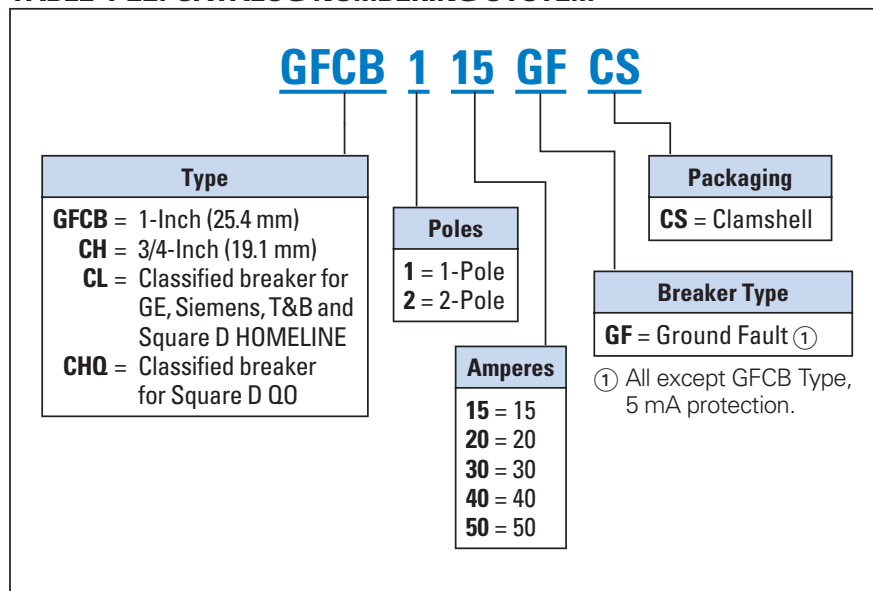 GFCB 1 15 GF CS
Type
GFCB = 1-Inch (25.4 mm)
CH = 3/4-Inch (19.1 mm)
CL = Classified breaker for
GE, Siemens, T&B and
Square D HOMELINE
CHQ = Classified breaker
for Square D QO
Poles
1 = 1-Pole
2 = 2-Pole
Amperes
15 = 15
20 = 20
30 = 30
40 = 40
50 = 50
Packaging
CS = Clamshell
Breaker Type
GF = Ground Fault ①
① All except GFCB Type,
5 mA protection.